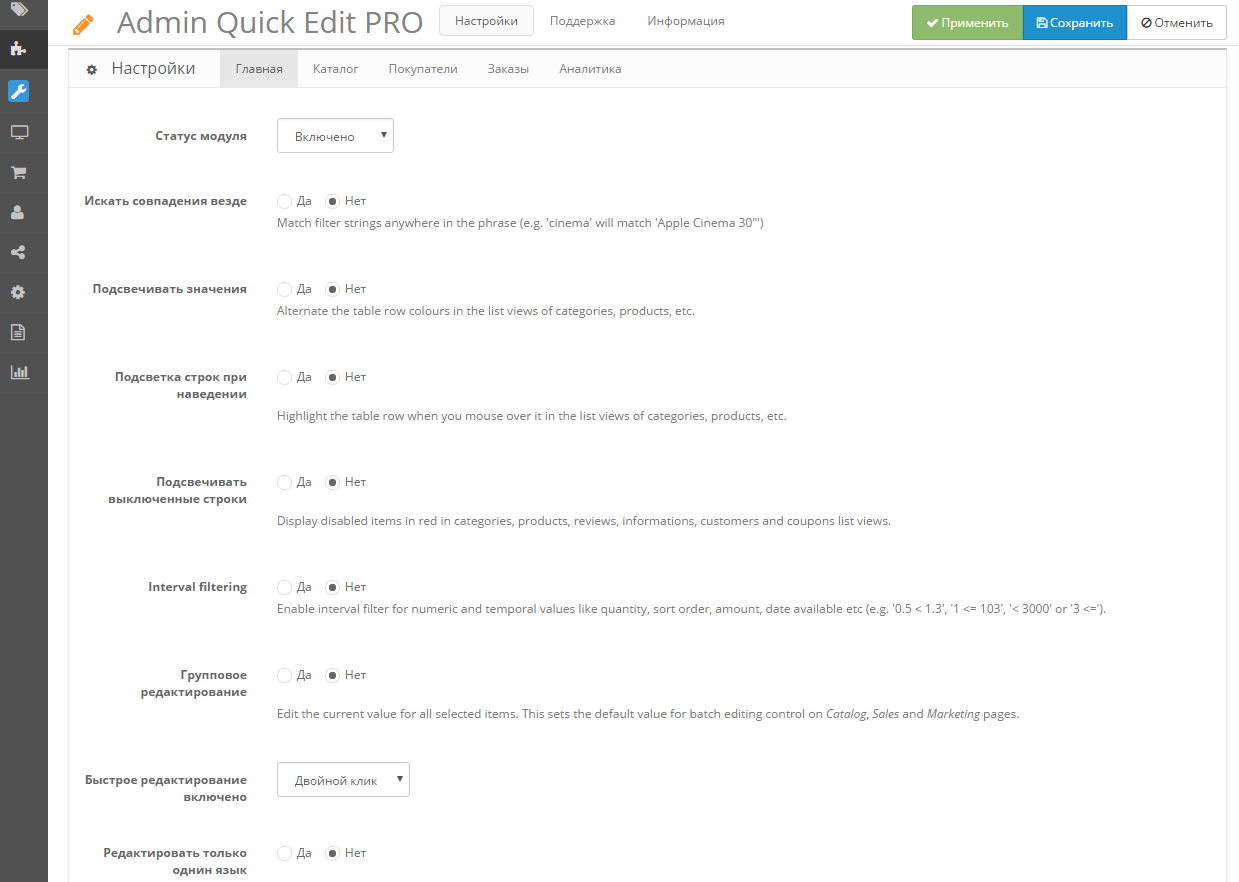 Admin Quick Edit PRO Настройки Поддержка Информация Применить Сохранить Отменить
Настройки Главная Каталог Покупатели Заказы Аналитика
Статус модуля Включено
Искать совпадения везде Да Нет
Match filter strings anywhere in the phrase (e.g. 'cinema' will match 'Apple Cinema 30"')
Подсвечивать значения Да Нет
Alternate the table row colours in the list views of categories, products, etc.
Подсветка строк при Да Нет
наведении
Highlight the table row when you mouse over it in the list views of categories, products, etc.
Подсвечивать Да Нет
выключенные строки
Display disabled items in red in categories, products, reviews, informations, customers and coupons list views.
Interval filtering Да Нет
Enable interval filter for numeric and temporal values like quantity, sort order, amount, date available etc (e.g. '0.5 < 1.3', '1 <= 103', '< 3000' or '3 <=').
Групповое Да Нет
редактирование
Edit the current value for all selected items. This sets the default value for batch editing control on Catalog, Sales and Marketing pages.
Быстрое редактирование Двойной клик
включено
Редактировать только Да Нет
однин язык